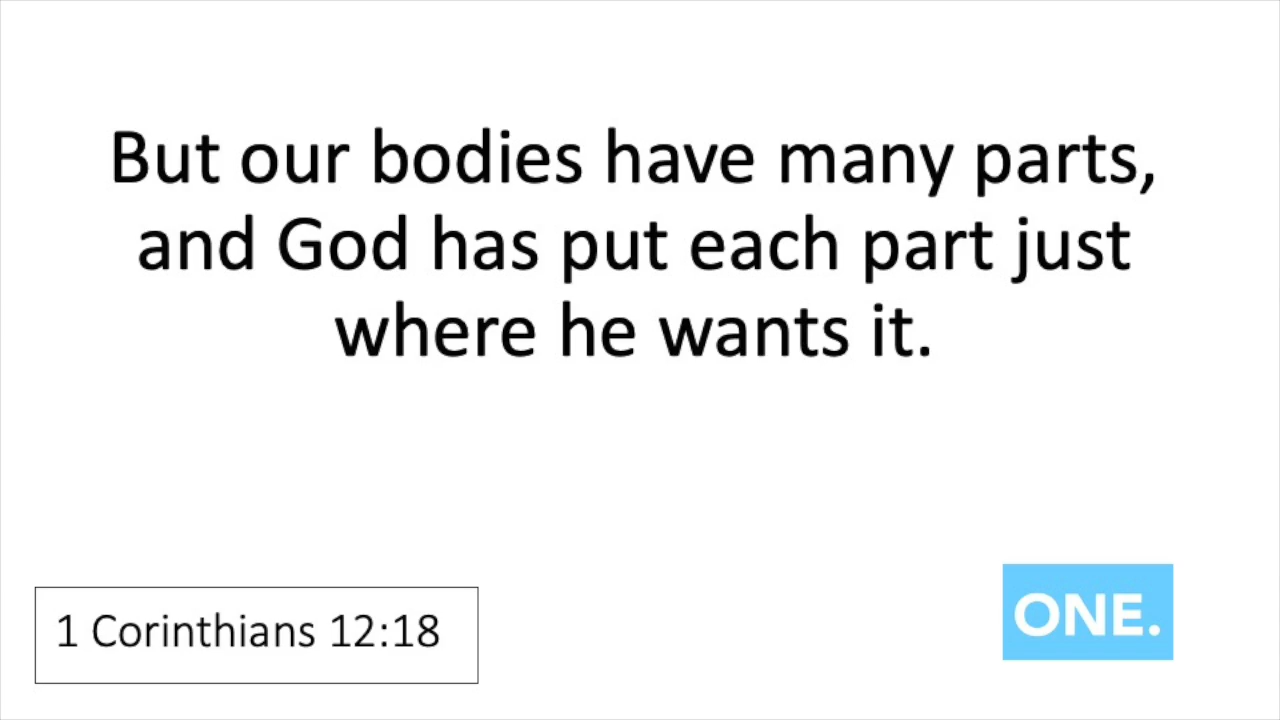 But our bodies have many parts,
and God has put each part just
where he wants it.
1 Corinthians 12:18
ONE.